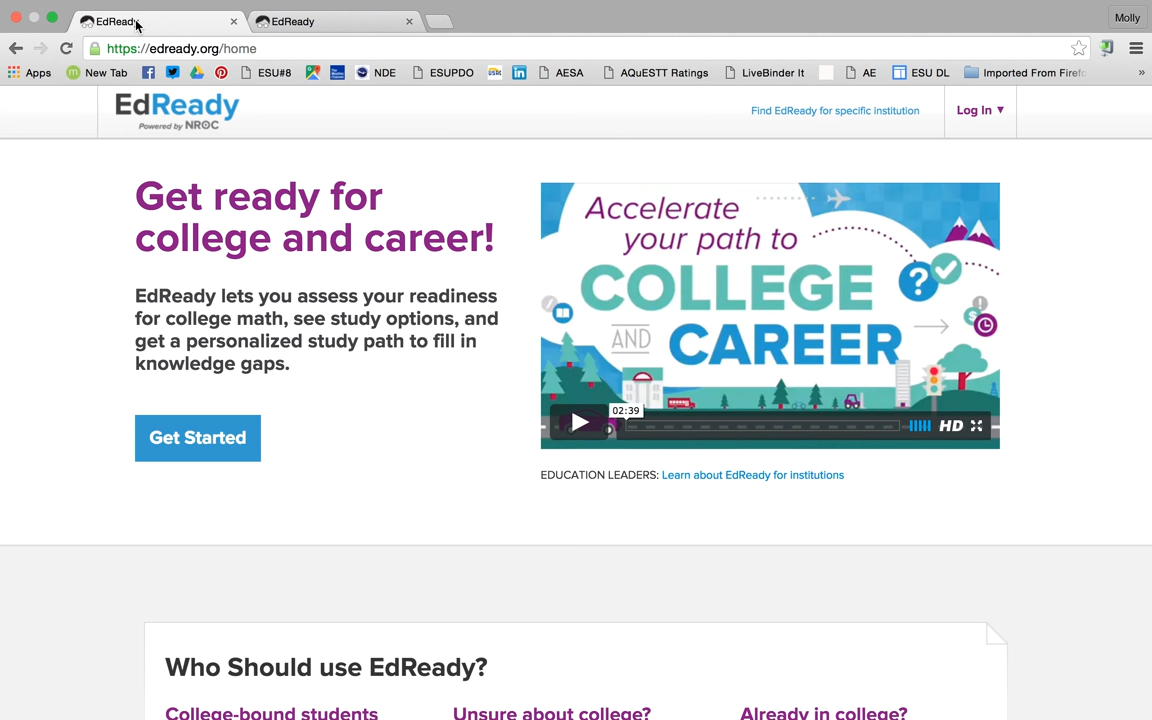 EdReady
EdReady
Molly
https://edready.org/home
Apps
New Tab
ESU#8
NDE
ESUPDO
AESA
AQuESTT Ratings
LiveBinder It
AE
ESU DL
Imported From Firefo
»
EdReady
Powered by NROC
Find EdReady for specific institution
Log In ▼
Get ready for
college and career!
EdReady lets you assess your readiness
for college math, see study options, and
get a personalized study path to fill in
knowledge gaps.
Get Started
Accelerate
your path to
COLLEGE
AND
CAREER
02:39
HD
EDUCATION LEADERS: Learn about EdReady for institutions
Who Should use EdReady?
College-bound students
Unsure about college?
Already in college?